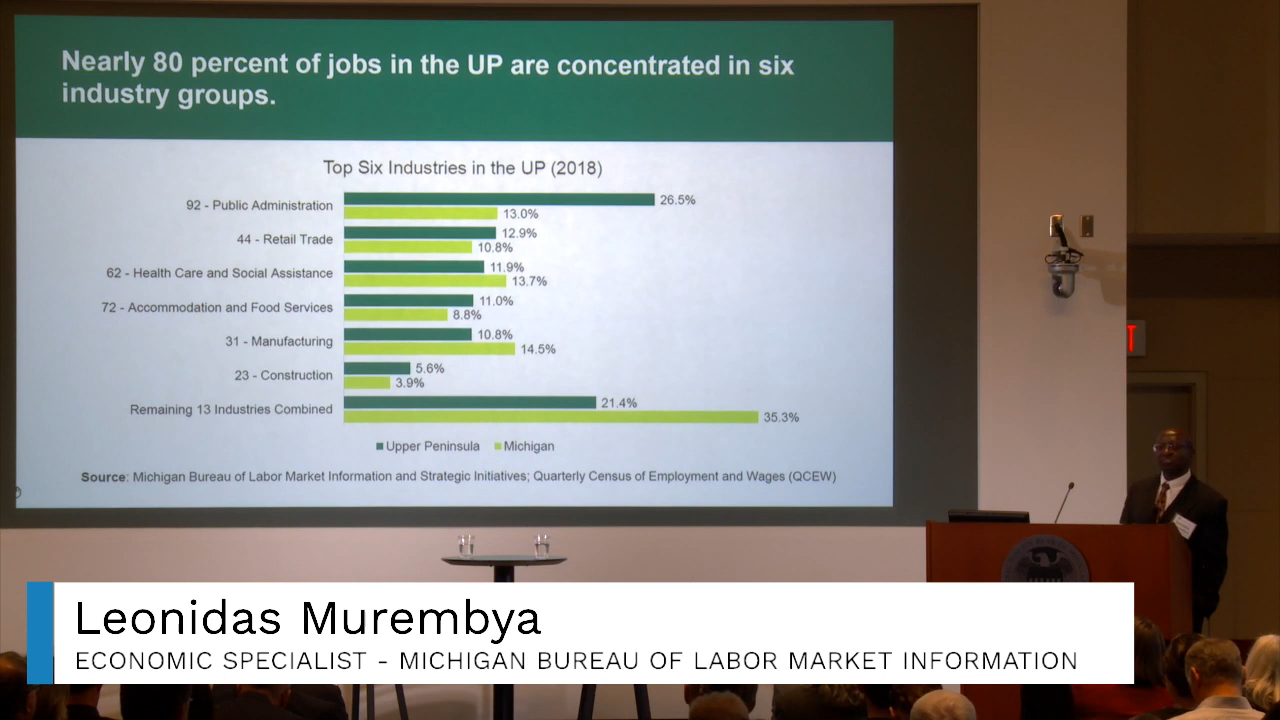 Nearly 80 percent of jobs in the UP are concentrated in six
industry groups.
Top Six Industries in the UP (2018)
92 - Public Administration
26.5%
13.0%
44 - Retail Trade
12.9%
10.8%
62 - Health Care and Social Assistance
11.9%
13.7%
72 - Accommodation and Food Services
11.0%
8.8%
31 - Manufacturing
10.8%
14.5%
23 - Construction
5.6%
3.9%
Remaining 13 Industries Combined
21.4%
35.3%
Upper Peninsula Michigan
Source: Michigan Bureau of Labor Market Information and Strategic Initiatives; Quarterly Census of Employment and Wages (QCEW)
Leonidas Murembya
ECONOMIC SPECIALIST - MICHIGAN BUREAU OF LABOR MARKET INFORMATION